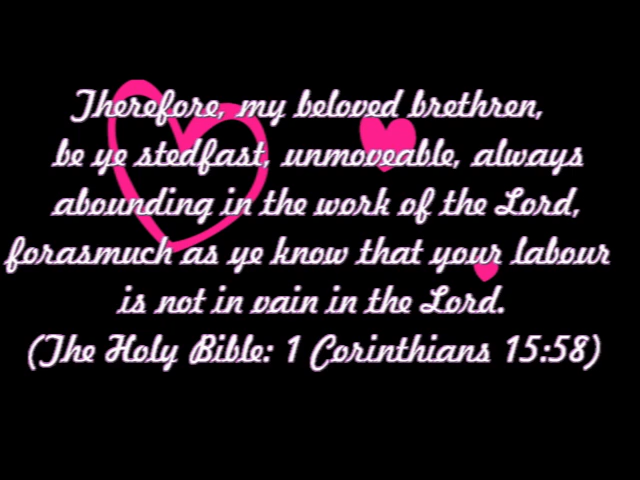 Therefore, my beloved brethren,
be ye stedfast, unmoveable, always
abounding in the work of the Lord,
forasmuch as ye know that your labour
is not in vain in the Lord.
(The Holy Bible: 1 Corinthians 15:58)